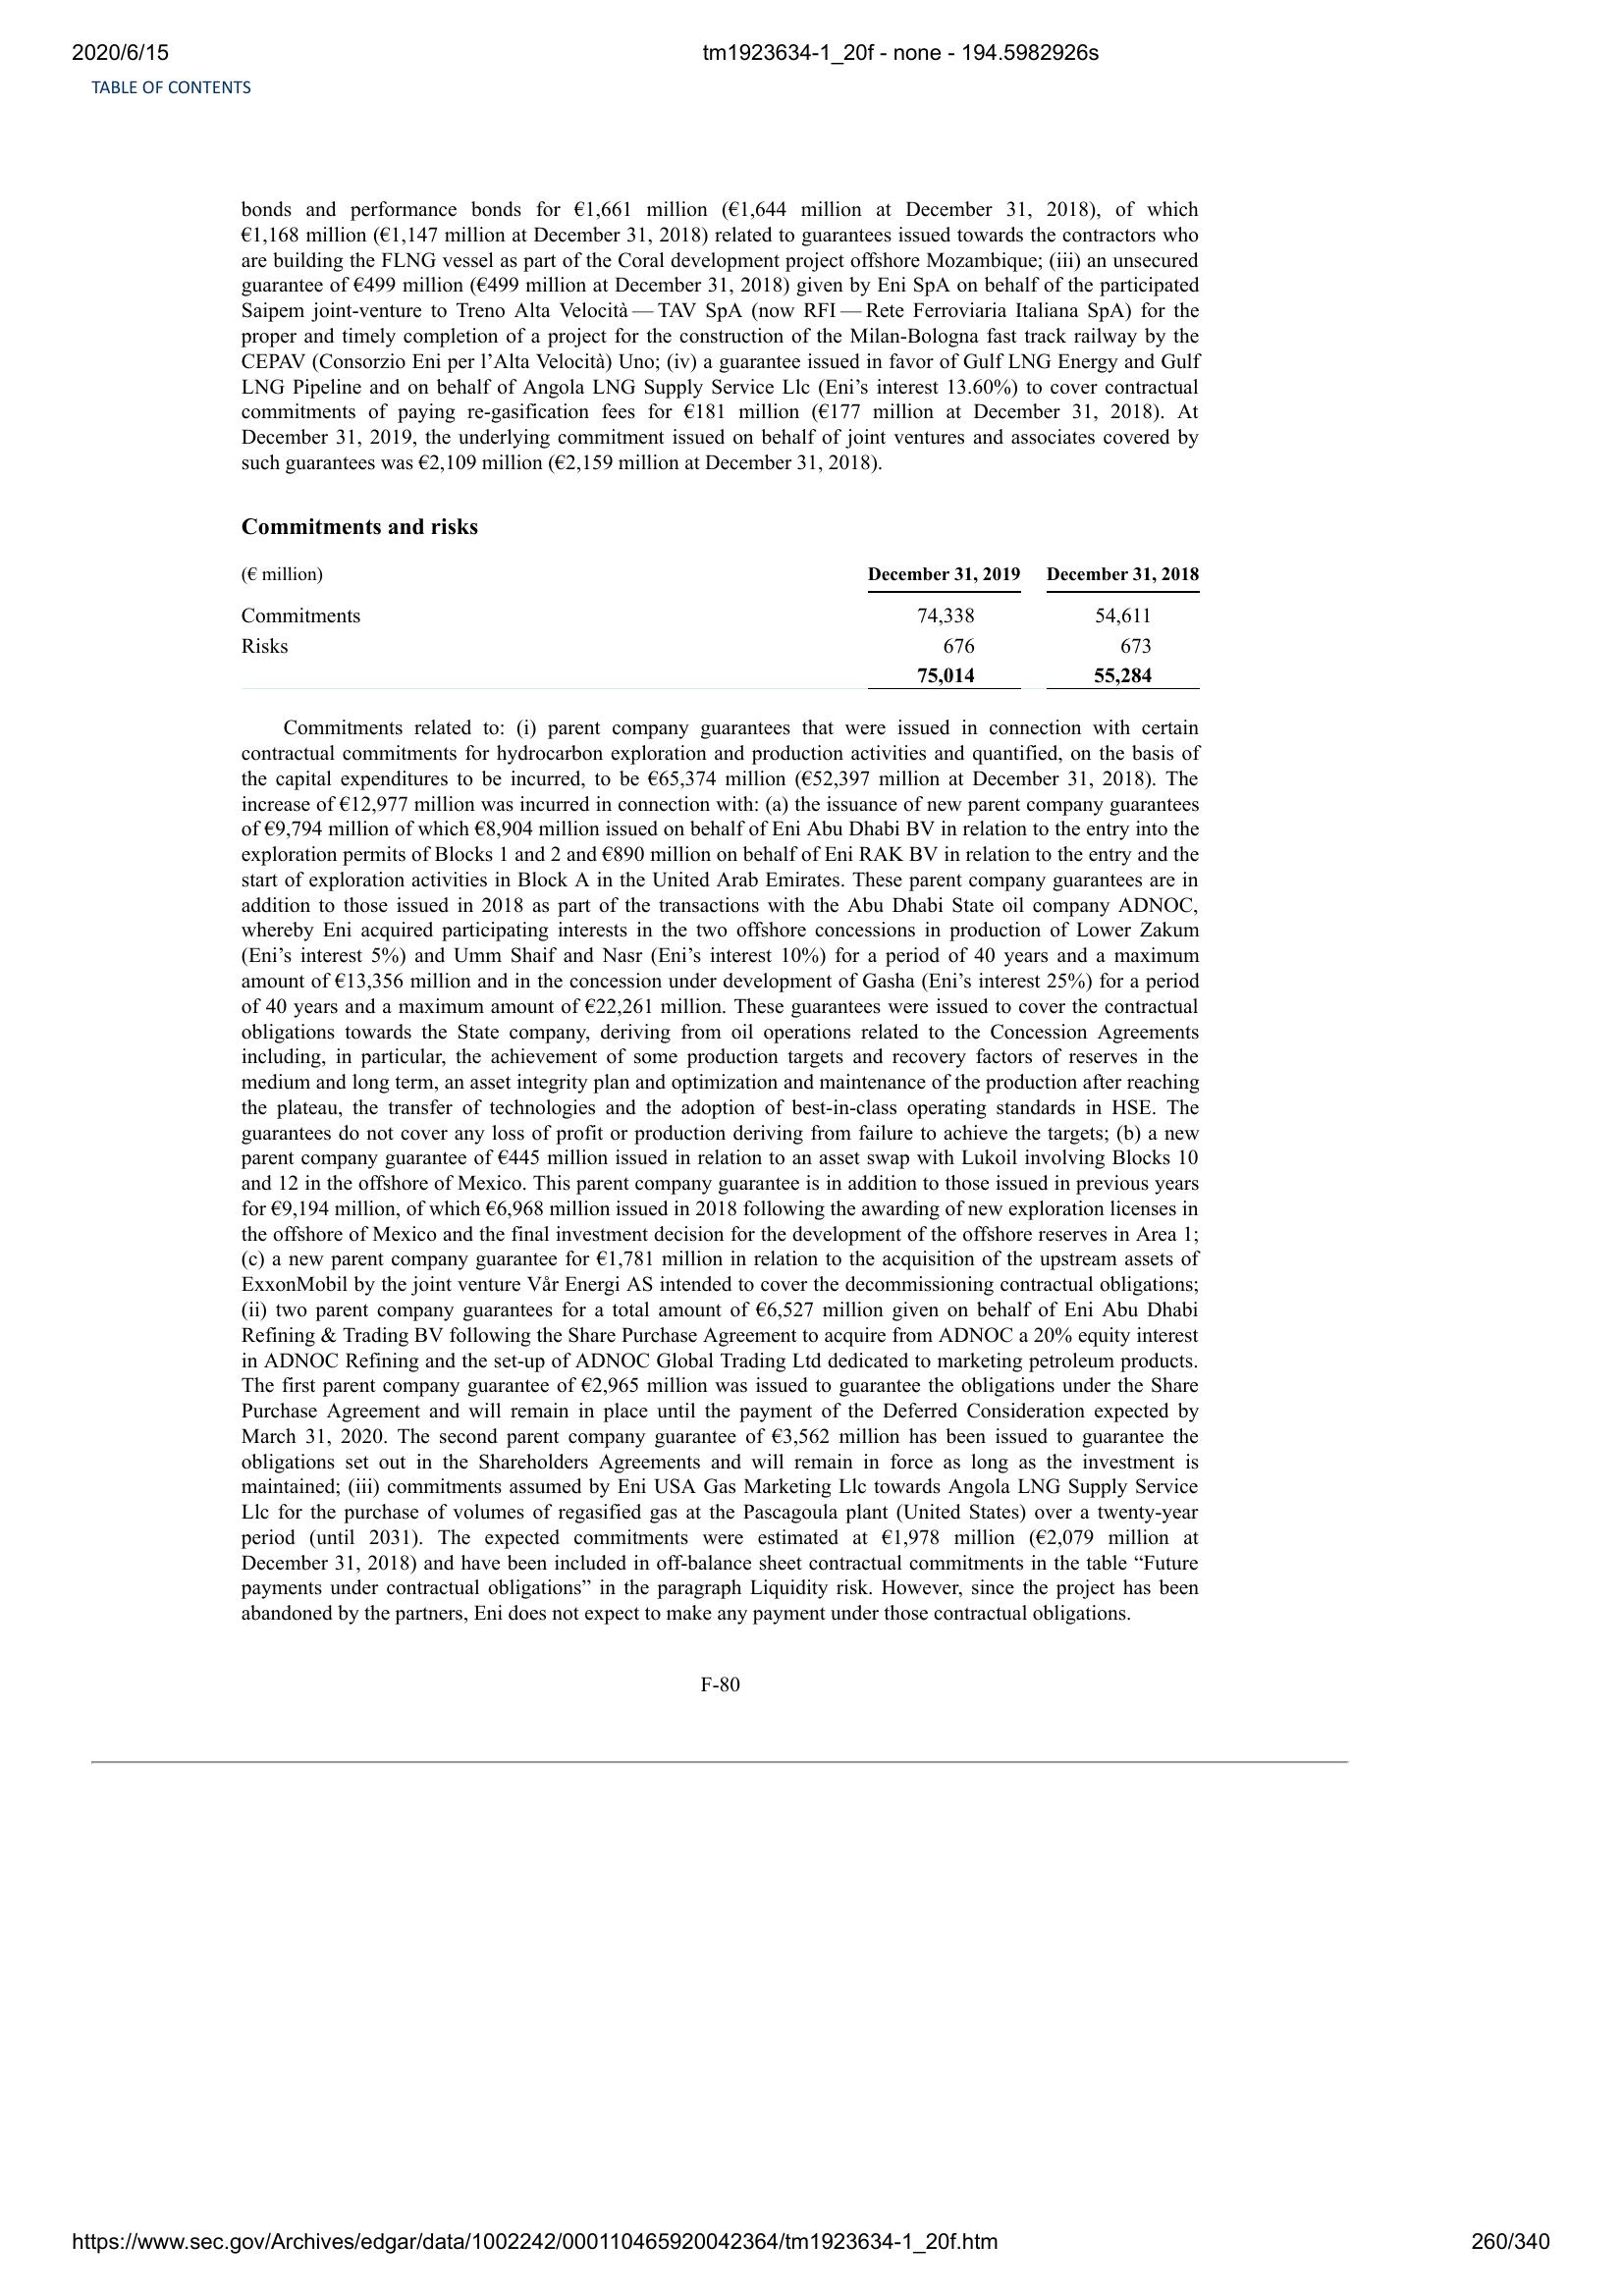 2020/6/15 tm1923634-1_20f - none - 194.5982926s
TABLE OF CONTENTS
bonds and performance bonds for €1,661 million (€1,644 million at December 31, 2018), of which
€1,168 million (€1,147 million at December 31, 2018) related to guarantees issued towards the contractors who
are building the FLNG vessel as part of the Coral development project offshore Mozambique; (iii) an unsecured
guarantee of €499 million (€499 million at December 31, 2018) given by Eni SpA on behalf of the participated
Saipem joint-venture to Treno Alta Velocità — TAV SpA (now RFI — Rete Ferroviaria Italiana SpA) for the
proper and timely completion of a project for the construction of the Milan-Bologna fast track railway by the
CEPAV (Consorzio Eni per l’Alta Velocità) Uno; (iv) a guarantee issued in favor of Gulf LNG Energy and Gulf
LNG Pipeline and on behalf of Angola LNG Supply Service Llc (Eni’s interest 13.60%) to cover contractual
commitments of paying re-gasification fees for €181 million (€177 million at December 31, 2018). At
December 31, 2019, the underlying commitment issued on behalf of joint ventures and associates covered by
such guarantees was €2,109 million (€2,159 million at December 31, 2018).
Commitments and risks
(€ million) December 31, 2019 December 31, 2018
Commitments 74,338 54,611
Risks 676 673
75,014 55,284
Commitments related to: (i) parent company guarantees that were issued in connection with certain
contractual commitments for hydrocarbon exploration and production activities and quantified, on the basis of
the capital expenditures to be incurred, to be €65,374 million (€52,397 million at December 31, 2018). The
increase of €12,977 million was incurred in connection with: (a) the issuance of new parent company guarantees
of €9,794 million of which €8,904 million issued on behalf of Eni Abu Dhabi BV in relation to the entry into the
exploration permits of Blocks 1 and 2 and €890 million on behalf of Eni RAK BV in relation to the entry and the
start of exploration activities in Block A in the United Arab Emirates. These parent company guarantees are in
addition to those issued in 2018 as part of the transactions with the Abu Dhabi State oil company ADNOC,
whereby Eni acquired participating interests in the two offshore concessions in production of Lower Zakum
(Eni’s interest 5%) and Umm Shaif and Nasr (Eni’s interest 10%) for a period of 40 years and a maximum
amount of €13,356 million and in the concession under development of Gasha (Eni’s interest 25%) for a period
of 40 years and a maximum amount of €22,261 million. These guarantees were issued to cover the contractual
obligations towards the State company, deriving from oil operations related to the Concession Agreements
including, in particular, the achievement of some production targets and recovery factors of reserves in the
medium and long term, an asset integrity plan and optimization and maintenance of the production after reaching
the plateau, the transfer of technologies and the adoption of best-in-class operating standards in HSE. The
guarantees do not cover any loss of profit or production deriving from failure to achieve the targets; (b) a new
parent company guarantee of €445 million issued in relation to an asset swap with Lukoil involving Blocks 10
and 12 in the offshore of Mexico. This parent company guarantee is in addition to those issued in previous years
for €9,194 million, of which €6,968 million issued in 2018 following the awarding of new exploration licenses in
the offshore of Mexico and the final investment decision for the development of the offshore reserves in Area 1;
(c) a new parent company guarantee for €1,781 million in relation to the acquisition of the upstream assets of
ExxonMobil by the joint venture Vår Energi AS intended to cover the decommissioning contractual obligations;
(ii) two parent company guarantees for a total amount of €6,527 million given on behalf of Eni Abu Dhabi
Refining & Trading BV following the Share Purchase Agreement to acquire from ADNOC a 20% equity interest
in ADNOC Refining and the set-up of ADNOC Global Trading Ltd dedicated to marketing petroleum products.
The first parent company guarantee of €2,965 million was issued to guarantee the obligations under the Share
Purchase Agreement and will remain in place until the payment of the Deferred Consideration expected by
March 31, 2020. The second parent company guarantee of €3,562 million has been issued to guarantee the
obligations set out in the Shareholders Agreements and will remain in force as long as the investment is
maintained; (iii) commitments assumed by Eni USA Gas Marketing Llc towards Angola LNG Supply Service
Llc for the purchase of volumes of regasified gas at the Pascagoula plant (United States) over a twenty-year
period (until 2031). The expected commitments were estimated at €1,978 million (€2,079 million at
December 31, 2018) and have been included in off-balance sheet contractual commitments in the table “Future
payments under contractual obligations” in the paragraph Liquidity risk. However, since the project has been
abandoned by the partners, Eni does not expect to make any payment under those contractual obligations.
F-80
https://www.sec.gov/Archives/edgar/data/1002242/000110465920042364/tm1923634-1_20f.htm 260/340